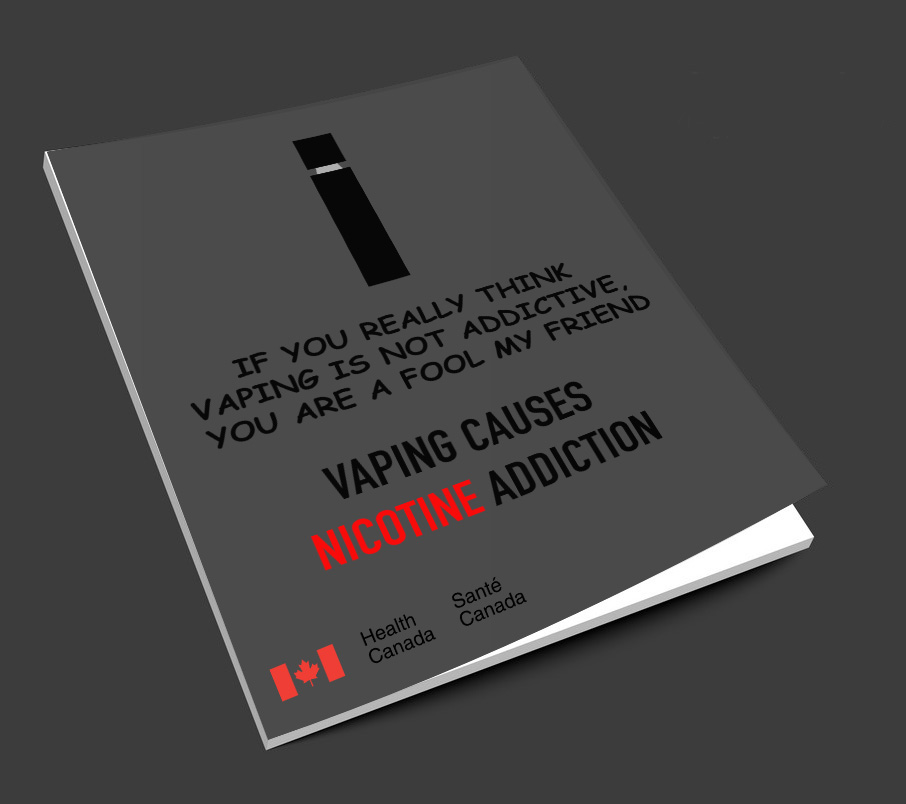 IF YOU REALLY THINK
VAPING IS NOT ADDICTIVE,
YOU ARE A FOOL MY FRIEND
VAPING CAUSES
NICOTINE ADDICTION
Health
Canada
Santé
Canada